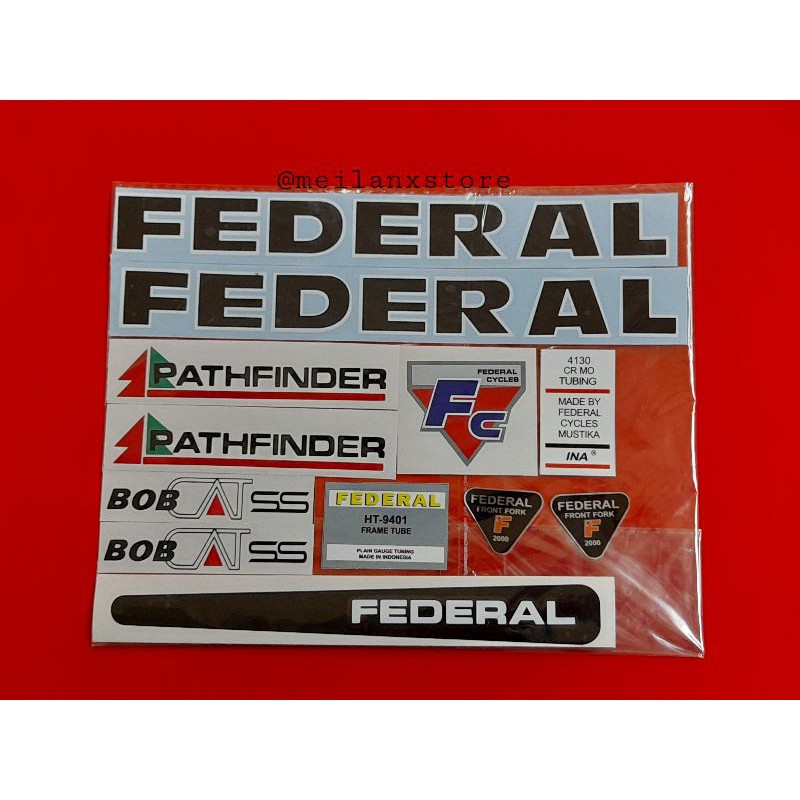 @meilanxstore
FEDERAL
FEDERAL
PATHFINDER
PATHFINDER
FEDERAL
CYCLES
FC
4130
CR MO
TUBING
MADE BY
FEDERAL
CYCLES
MUSTIKA
INA®
BOB CAT SS
BOB CAT SS
FEDERAL
HT-9401
FRAME TUBE
PLAIN GAUGE TUBING
MADE IN INDONESIA
FEDERAL
FRONT FORK
F
2000
FEDERAL
FRONT FORK
F
2000
FEDERAL